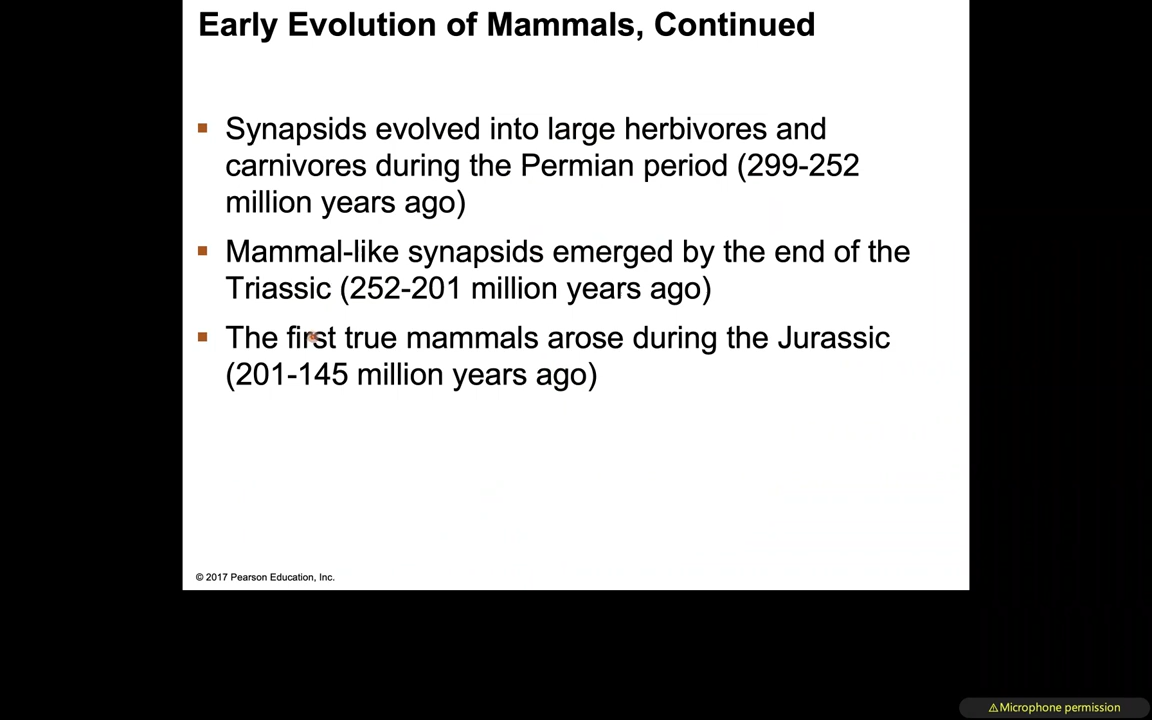 Early Evolution of Mammals, Continued
Synapsids evolved into large herbivores and
carnivores during the Permian period (299-252
million years ago)
Mammal-like synapsids emerged by the end of the
Triassic (252-201 million years ago)
The first true mammals arose during the Jurassic
(201-145 million years ago)
© 2017 Pearson Education, Inc.
⚠Microphone permission